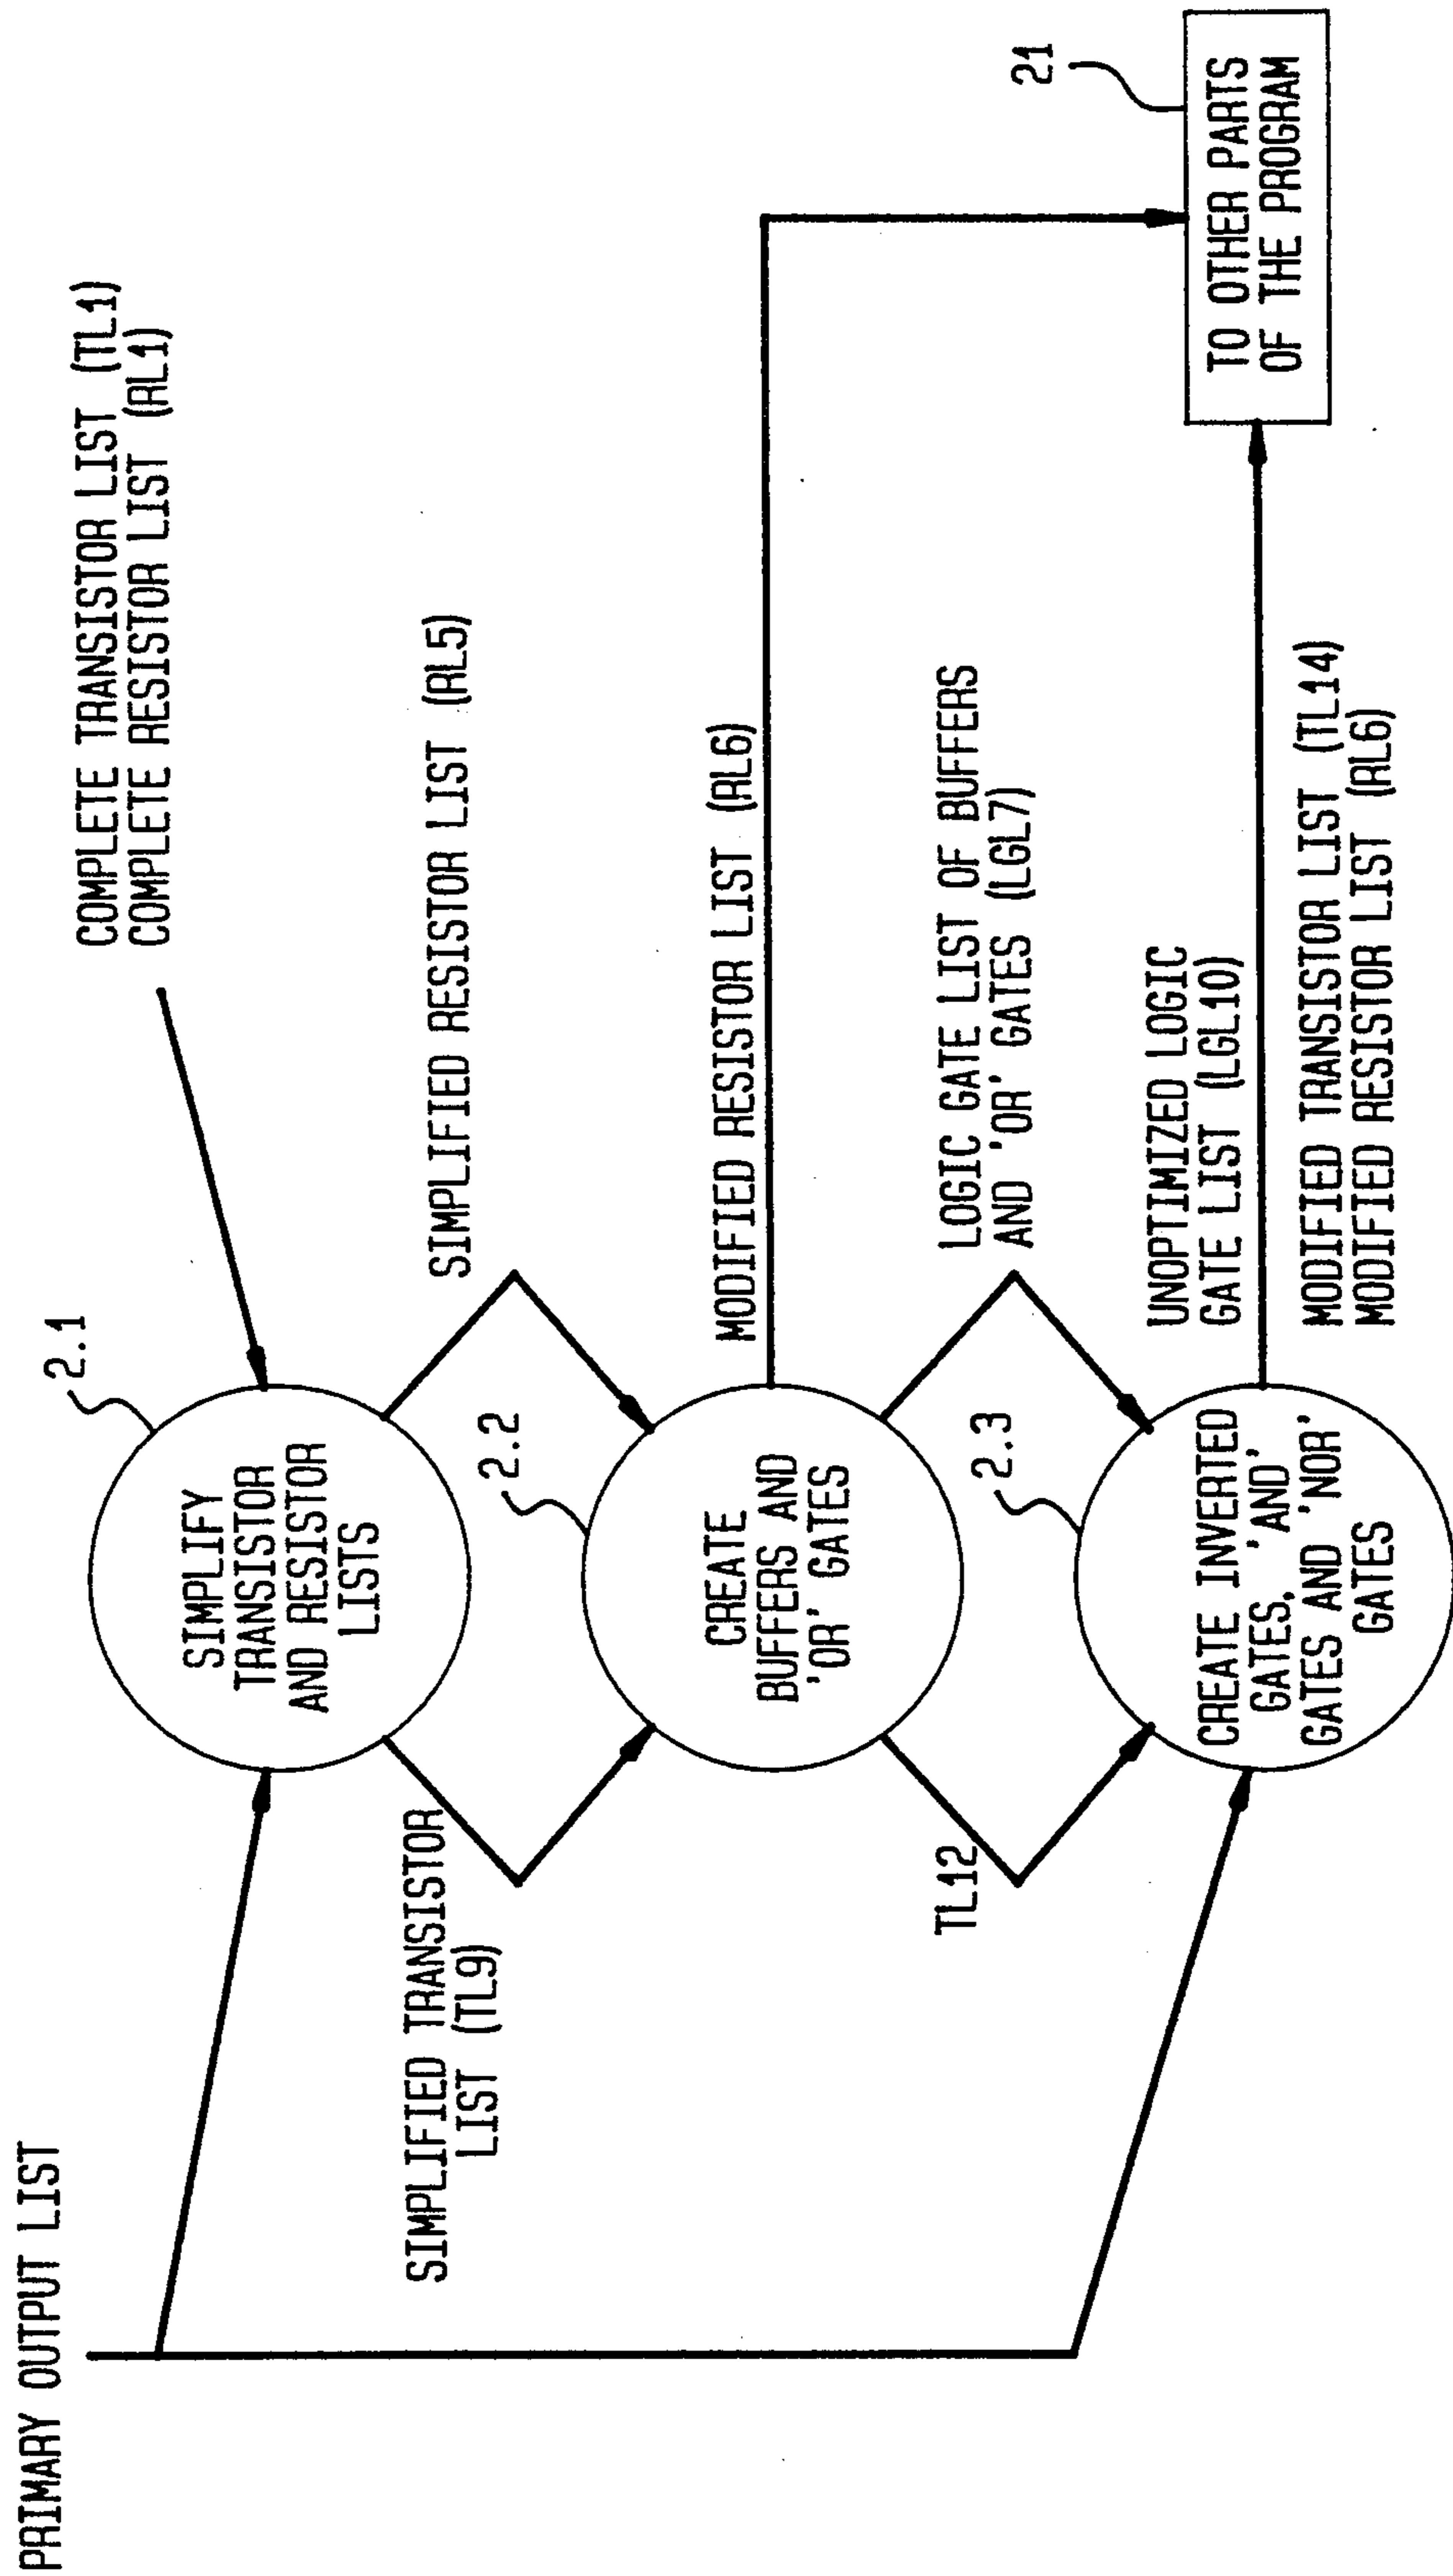 PRIMARY OUTPUT LIST
COMPLETE TRANSISTOR LIST (TL1)
COMPLETE RESISTOR LIST (RL1)
2.1
SIMPLIFY
TRANSISTOR
AND RESISTOR
LISTS
SIMPLIFIED TRANSISTOR
LIST (TL9)
SIMPLIFIED RESISTOR LIST (RL5)
2.2
CREATE
BUFFERS AND
'OR' GATES
MODIFIED RESISTOR LIST (RL6)
TL12
LOGIC GATE LIST OF BUFFERS
AND 'OR' GATES (LGL7)
2.3
CREATE INVERTED
GATES, 'AND'
GATES AND 'NOR'
GATES
UNOPTIMIZED LOGIC
GATE LIST (LGL10)
MODIFIED TRANSISTOR LIST (TL14)
MODIFIED RESISTOR LIST (RL6)
21
TO OTHER PARTS
OF THE PROGRAM